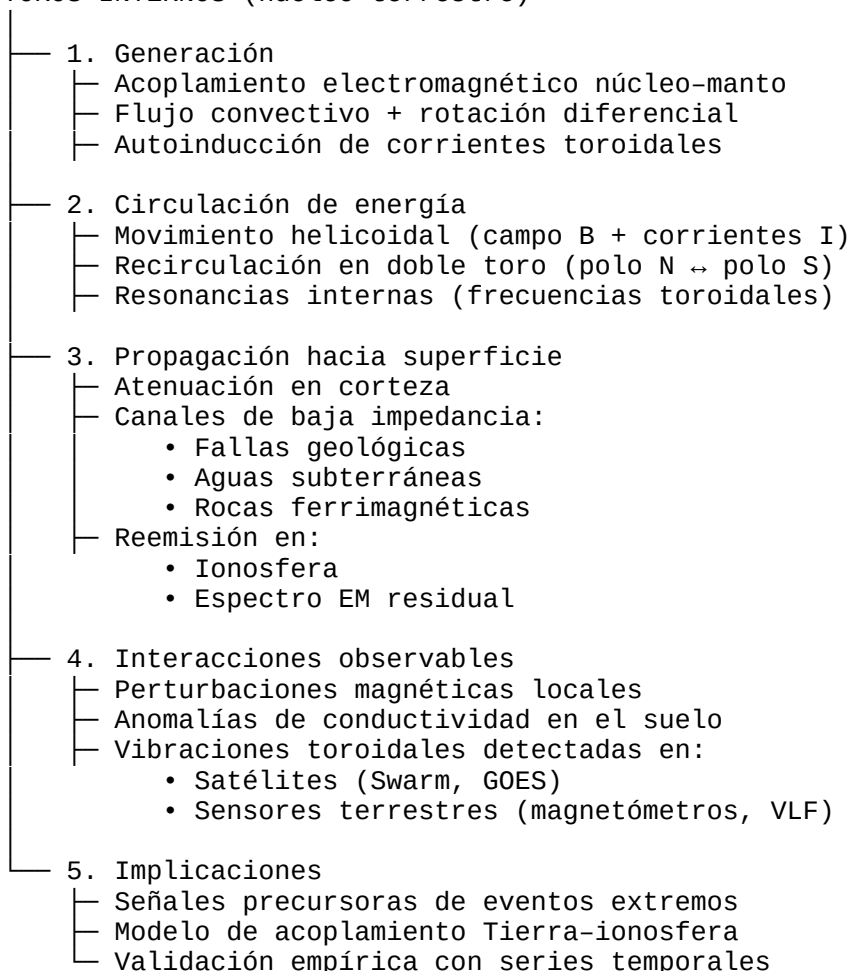 1. Generación
Acoplamiento electromagnético núcleo–manto
Flujo convectivo + rotación diferencial
Autoinducción de corrientes toroidales
2. Circulación de energía
Movimiento helicoidal (campo B + corrientes I)
Recirculación en doble toro (polo N ↔ polo S)
Resonancias internas (frecuencias toroidales)
3. Propagación hacia superficie
Atenuación en corteza
Canales de baja impedancia:
• Fallas geológicas
• Aguas subterráneas
• Rocas ferrimagnéticas
Reemisión en:
• Ionosfera
• Espectro EM residual
4. Interacciones observables
Perturbaciones magnéticas locales
Anomalías de conductividad en el suelo
Vibraciones toroidales detectadas en:
• Satélites (Swarm, GOES)
• Sensores terrestres (magnetómetros, VLF)
5. Implicaciones
Señales precursoras de eventos extremos
Modelo de acoplamiento Tierra–ionosfera
Validación empírica con series temporales